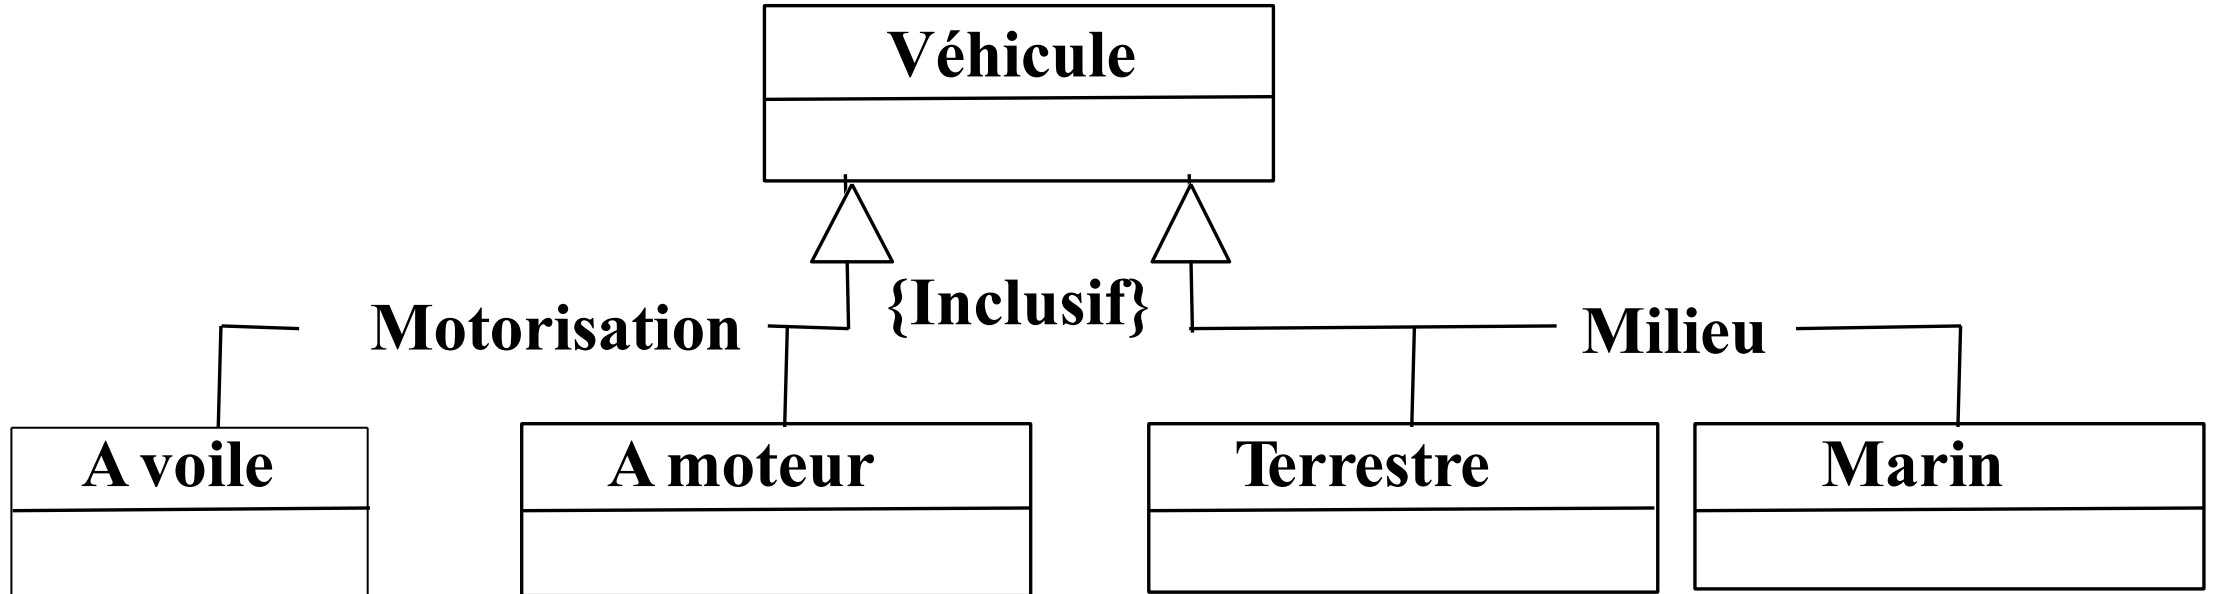 Véhicule
{Inclusif}
Motorisation
Milieu
A voile
A moteur
Terrestre
Marin